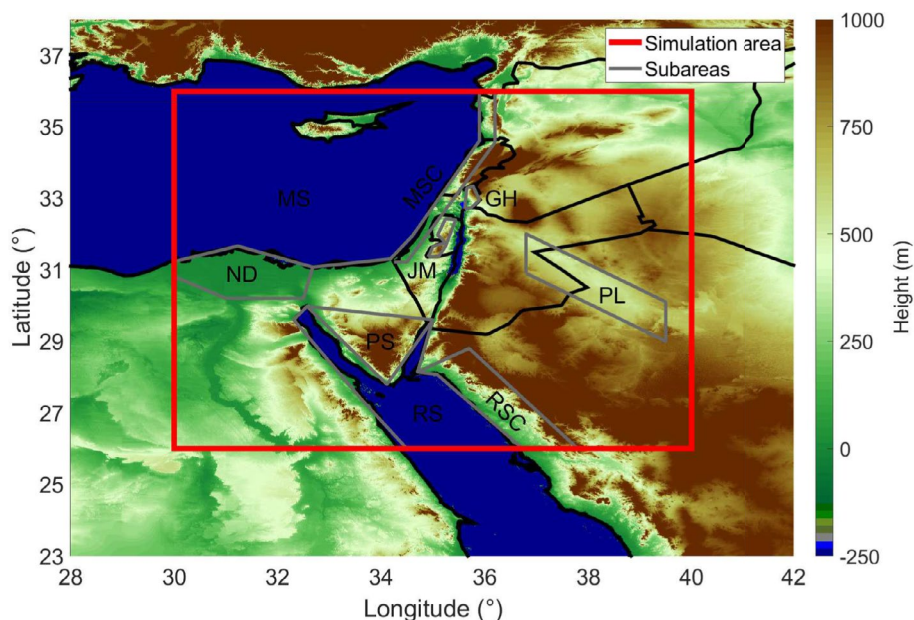 Simulation area
Subareas
37
35
33
31
29
27
25
23
Latitude (°)
28
30
32
34
36
38
40
42
Longitude (°)
MS
MSC
GH
ND
JM
PL
PS
RS
RSC
1000
750
500
250
0
-250
Height (m)